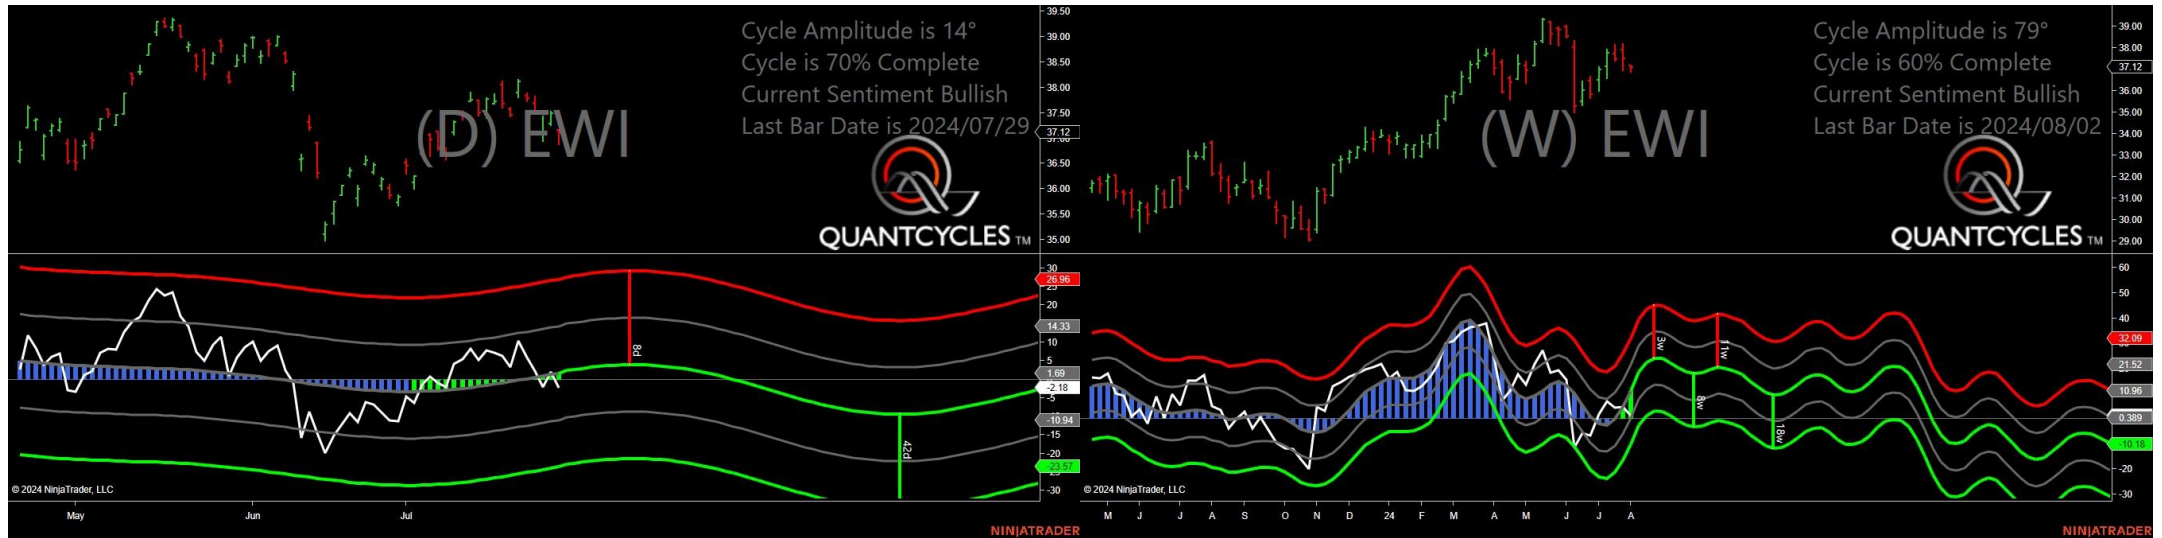 Cycle Amplitude is 14°
Cycle is 70% Complete
Current Sentiment Bullish
Last Bar Date is 2024/07/29
(D) EWI
QUANTCYCLES TM
39.50
39.00
38.50
38.00
37.50
37.12
37.00
36.50
36.00
35.50
35.00
30
26.96
25
20
14.33
10
5
1.69
-2.18
-5
-10.94
-15
-20
-23.57
-30
8d
42d
© 2024 NinjaTrader, LLC
May
Jun
Jul
NINJATRADER
Cycle Amplitude is 79°
Cycle is 60% Complete
Current Sentiment Bullish
Last Bar Date is 2024/08/02
(W) EWI
QUANTCYCLES TM
39.00
38.00
37.12
36.00
35.00
34.00
33.00
32.00
31.00
30.00
29.00
60
50
40
32.09
21.52
10.96
0.389
-10.18
-20
-30
3w
11w
8w
18w
© 2024 NinjaTrader, LLC
M J J A S O N D 24 F M A M J J A
NINJATRADER